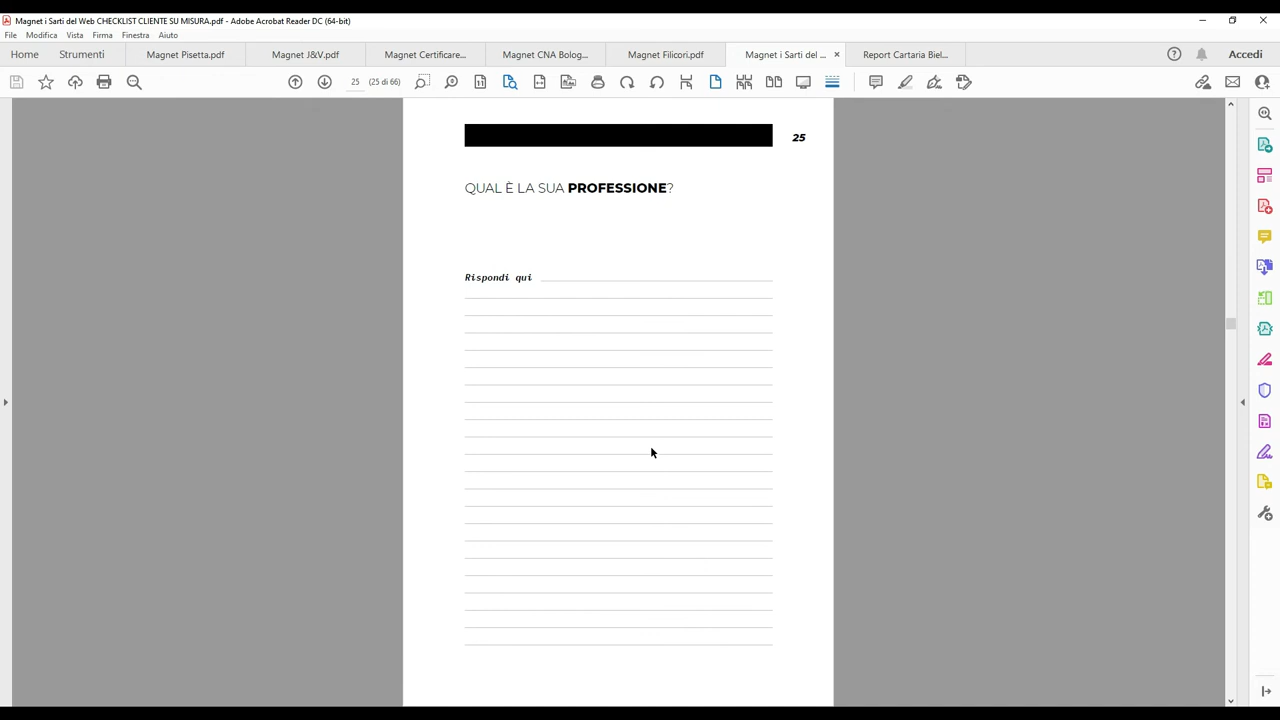 Magnet i Sarti del Web CHECKLIST CLIENTE SU MISURA.pdf - Adobe Acrobat Reader DC (64-bit)
File Modifica Vista Firma Finestra Aiuto
Home Strumenti Magnet Pisetta.pdf Magnet J&V.pdf Magnet Certificare... Magnet CNA Bolog... Magnet Filicori.pdf Magnet i Sarti del ... × Report Cartaria Biel... Accedi
25 (25 di 66)
25
QUAL È LA SUA PROFESSIONE?
Rispondi qui